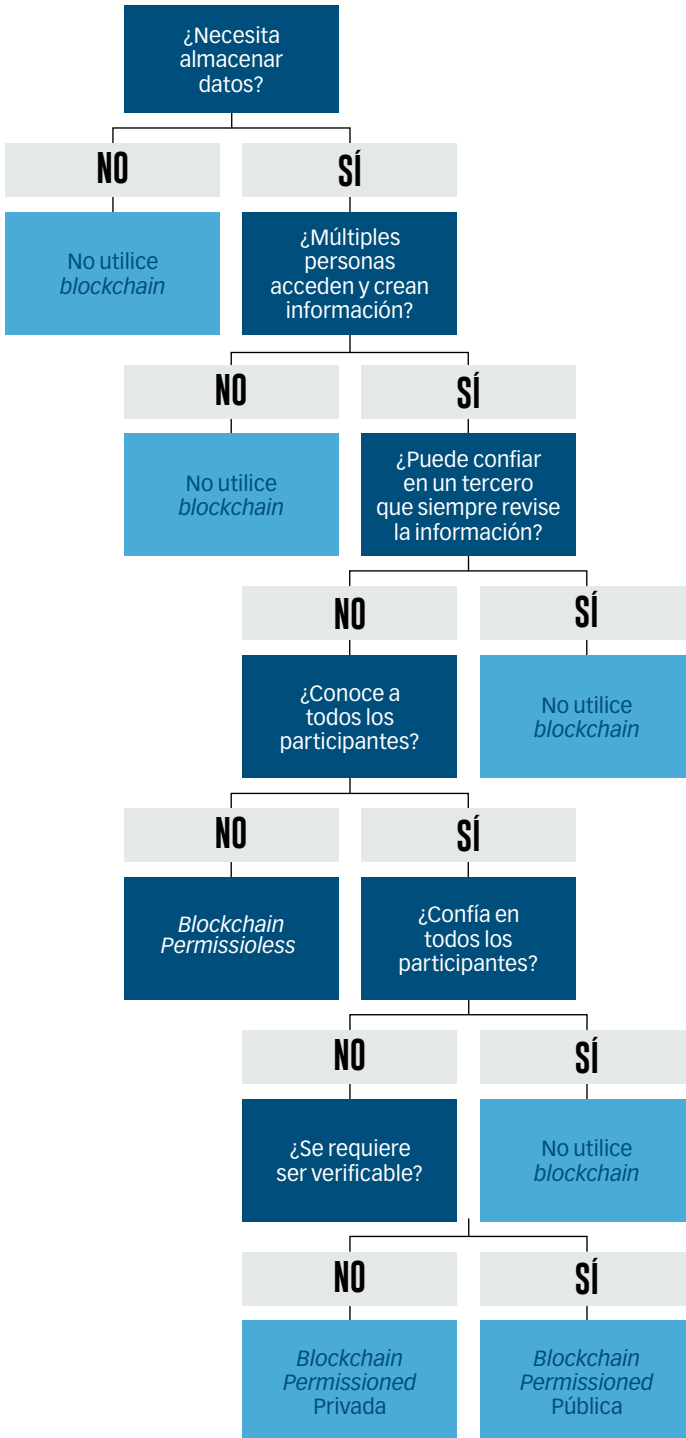 ¿Necesita
almacenar
datos?
NO
SÍ
No utilice
blockchain
¿Múltiples
personas
acceden y crean
información?
NO
SÍ
No utilice
blockchain
¿Puede confiar
en un tercero
que siempre revise
la información?
NO
SÍ
¿Conoce a
todos los
participantes?
No utilice
blockchain
NO
SÍ
Blockchain
Permissioless
¿Confía en
todos los
participantes?
NO
SÍ
¿Se requiere
ser verificable?
No utilice
blockchain
NO
SÍ
Blockchain
Permissioned
Privada
Blockchain
Permissioned
Pública